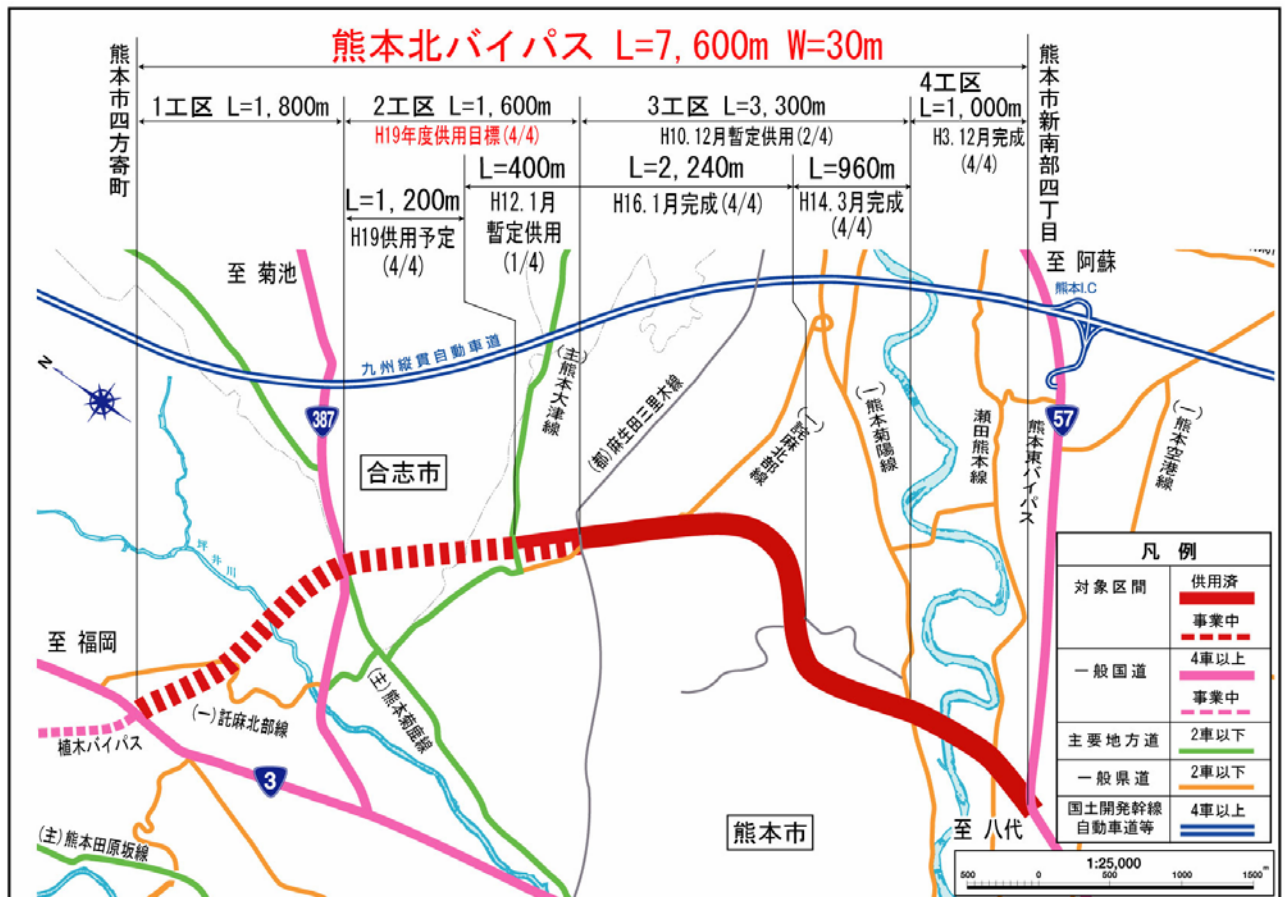 熊本北バイパス L=7,600m W=30m
熊本市四方寄町
熊本市新南部四丁目
1工区 L=1,800m
2工区 L=1,600m
H19年度供用目標(4/4)
3工区 L=3,300m
H10.12月暫定供用(2/4)
4工区
L=1,000m
H3.12月完成
(4/4)
L=1,200m
H19供用予定
(4/4)
L=400m
H12.1月
暫定供用
(1/4)
L=2,240m
H16.1月完成(4/4)
L=960m
H14.3月完成
(4/4)
至 菊池
至 阿蘇
熊本I.C
九州縦貫自動車道
N
387
57
合志市
(主)熊本大津線
(都)麻生田三里木線
(一)託麻北部線
(一)熊本菊陽線
瀬田熊本線
熊本東バイパス
(一)熊本空港線
坪井川
至 福岡
(一)託麻北部線
植木バイパス
(主)熊本菊鹿線
3
(主)熊本田原坂線
熊本市
至 八代
凡 例
対象区間
供用済
事業中
一般国道
4車以上
事業中
主要地方道
2車以下
一般県道
2車以下
国土開発幹線
自動車道等
4車以上
1:25,000
500 0 500 1000 1500m